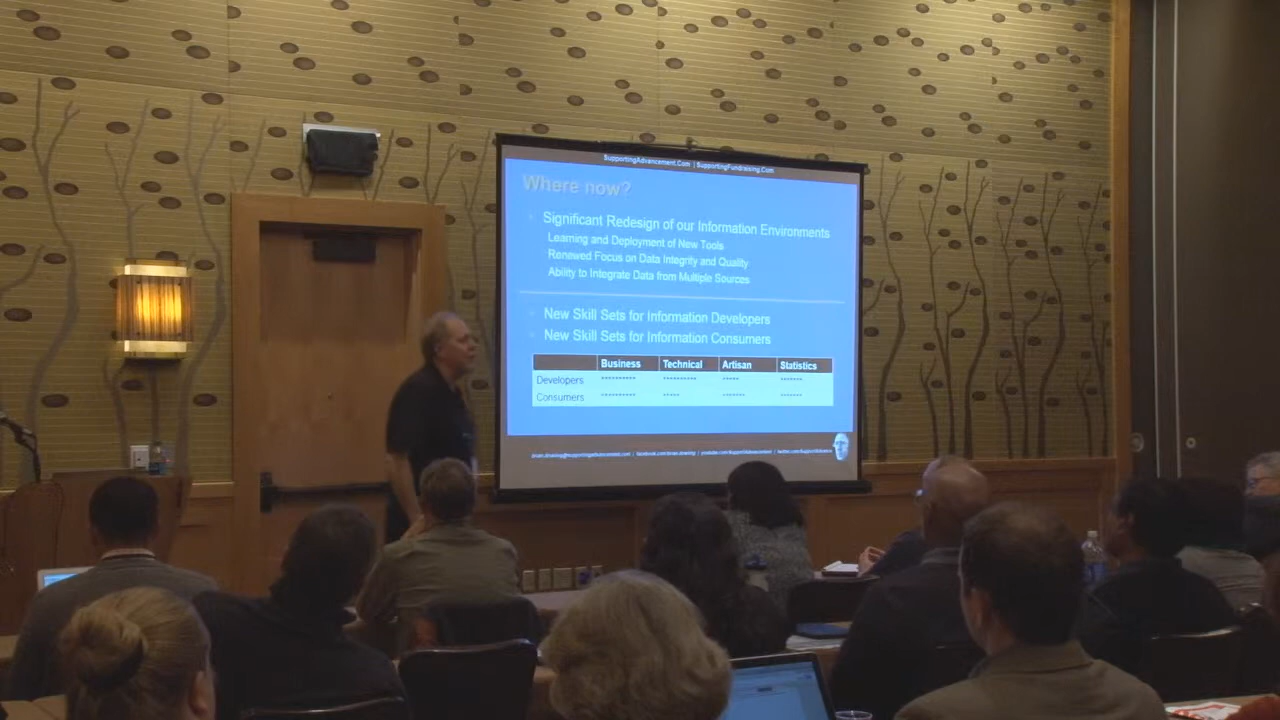 SupportingAdvancement.Com | SupportingFundraising.Com
Where now?
Significant Redesign of our Information Environments
Learning and Deployment of New Tools
Renewed Focus on Data Integrity and Quality
Ability to Integrate Data from Multiple Sources
New Skill Sets for Information Developers
New Skill Sets for Information Consumers
Business Technical Artisan Statistics
Developers
Consumers